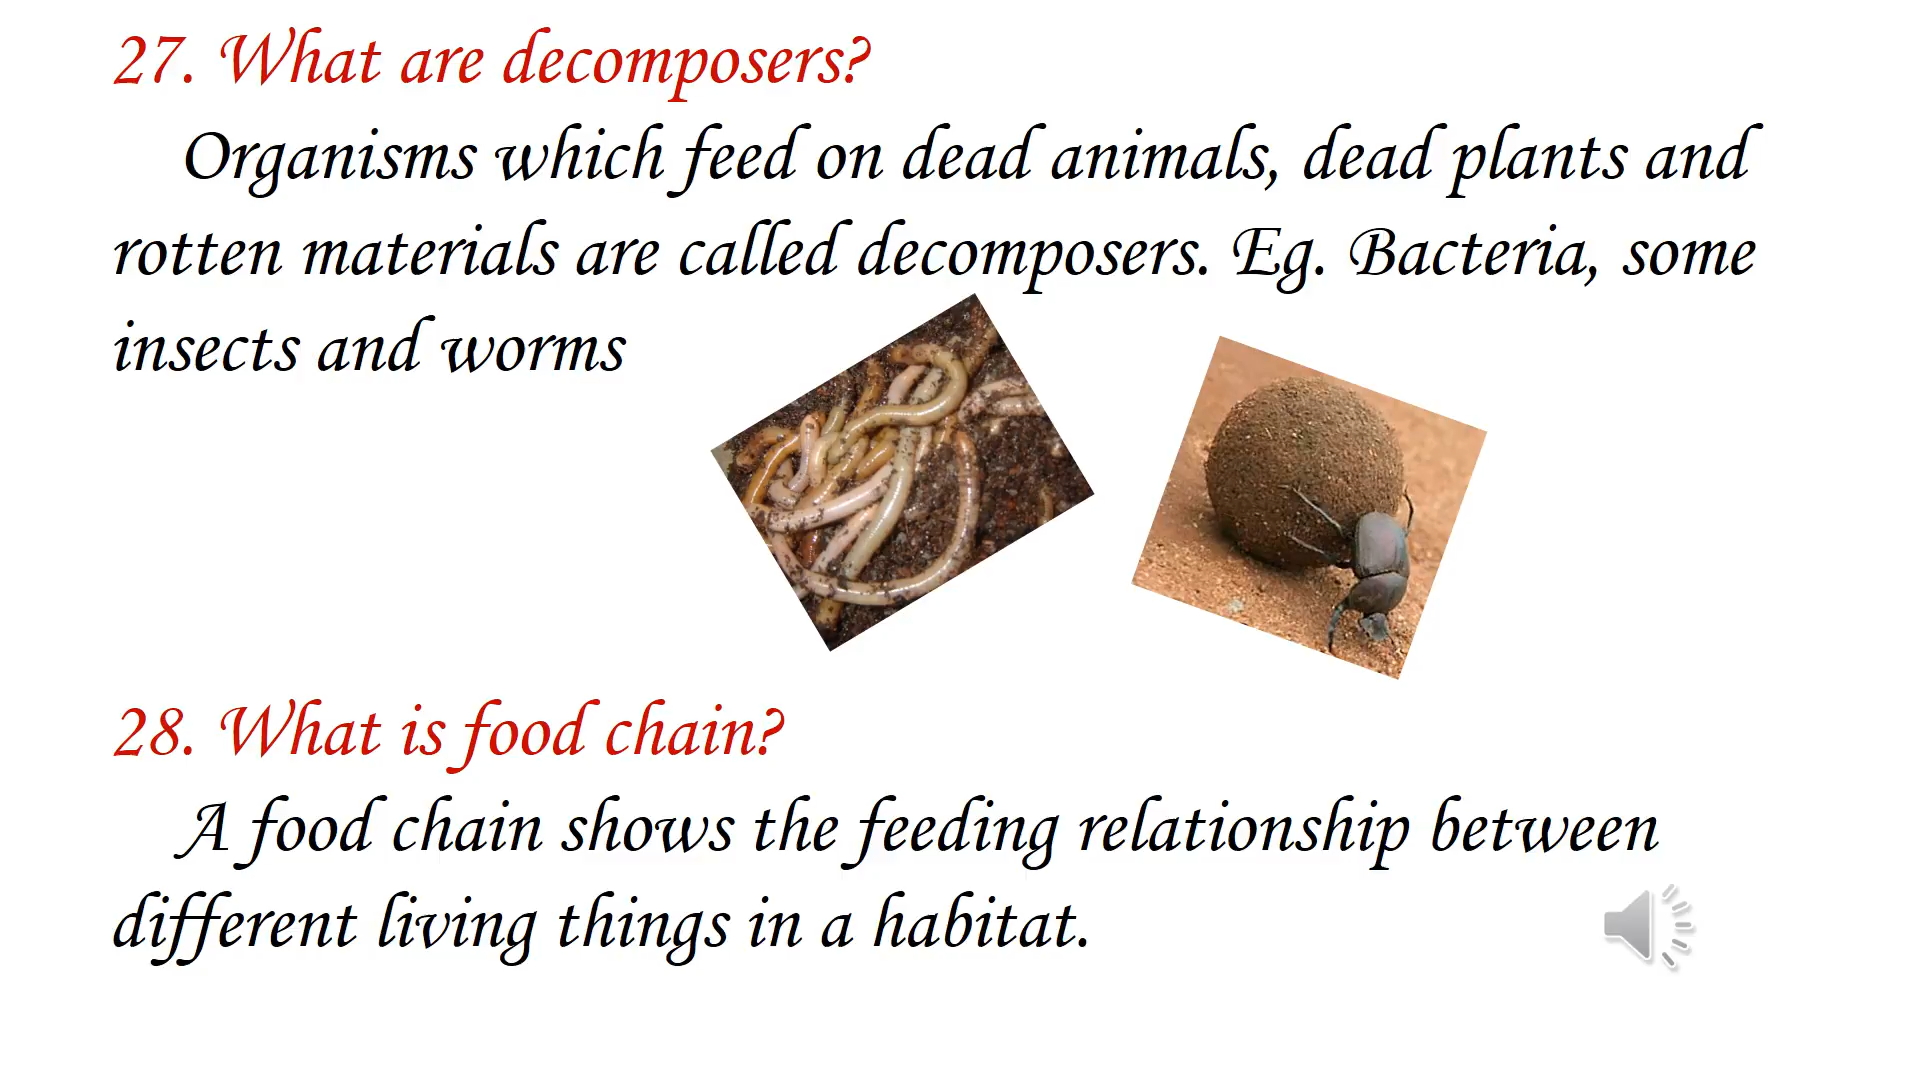 27. What are decomposers?
Organisms which feed on dead animals, dead plants and
rotten materials are called decomposers. Eg. Bacteria, some
insects and worms
28. What is food chain?
A food chain shows the feeding relationship between
different living things in a habitat.